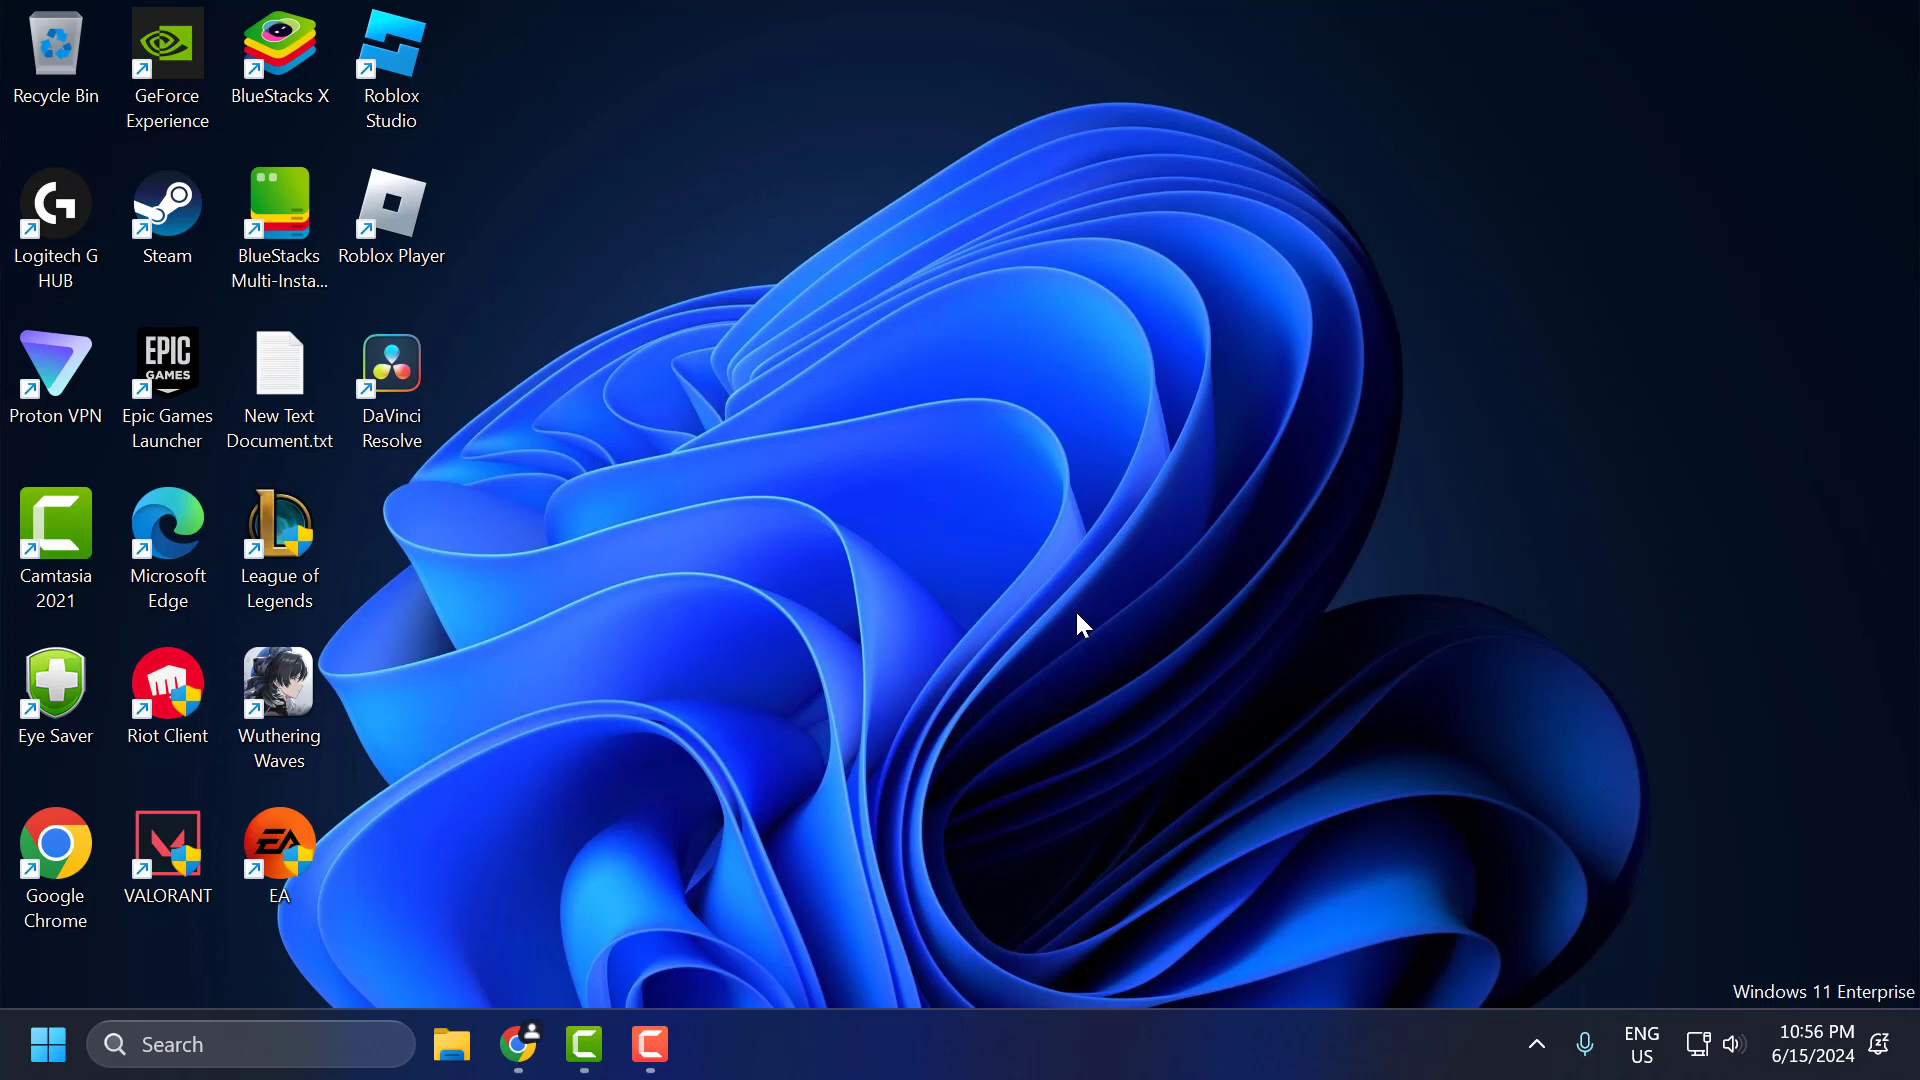 Recycle Bin
GeForce
Experience
BlueStacks X
Roblox
Studio
Logitech G
HUB
Steam
BlueStacks
Multi-Insta...
Roblox Player
Proton VPN
EPIC
GAMES
Epic Games
Launcher
New Text
Document.txt
DaVinci
Resolve
Camtasia
2021
Microsoft
Edge
League of
Legends
Eye Saver
Riot Client
Wuthering
Waves
Google
Chrome
VALORANT
EA
EA
Windows 11 Enterprise
Search
ENG
US
10:56 PM
6/15/2024